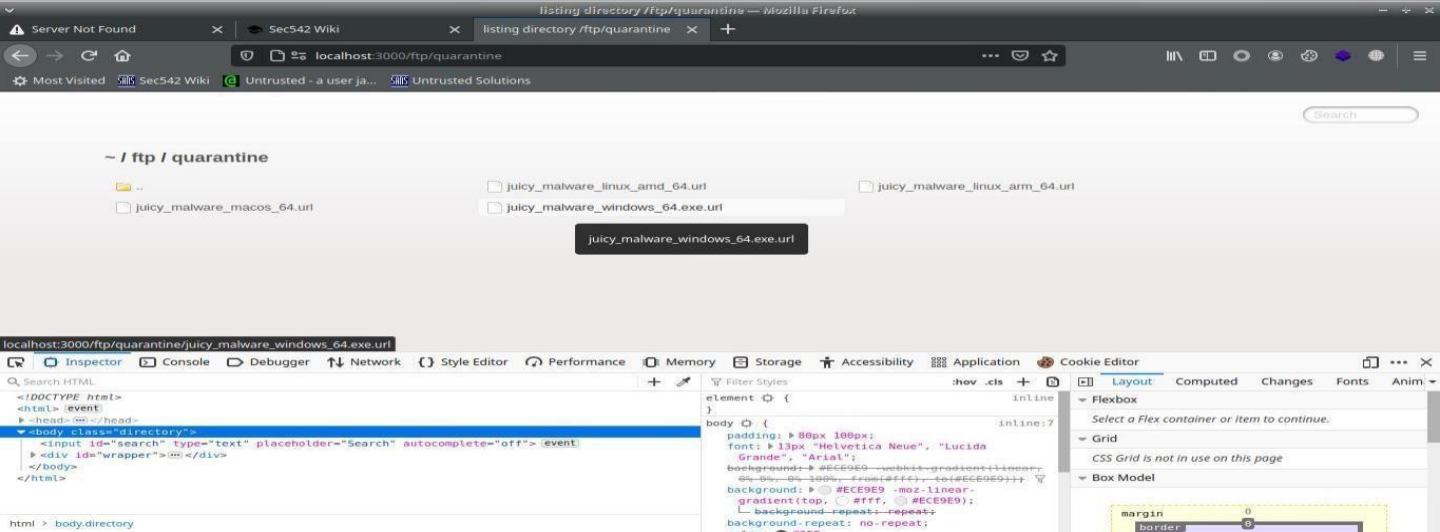 listing directory /ftp/quarantine — Mozilla Firefox
Server Not Found
Sec542 Wiki
listing directory /ftp/quarantine
localhost:3000/ftp/quarantine
Most Visited
Sec542 Wiki
Untrusted - a user ja...
Untrusted Solutions
Search
~ / ftp / quarantine
..
juicy_malware_linux_amd_64.url
juicy_malware_linux_arm_64.url
juicy_malware_macos_64.url
juicy_malware_windows_64.exe.url
juicy_malware_windows_64.exe.url
localhost:3000/ftp/quarantine/juicy_malware_windows_64.exe.url
Inspector
Console
Debugger
Network
Style Editor
Performance
Memory
Storage
Accessibility
Application
Cookie Editor
Search HTML
<!DOCTYPE html>
<html> event
<head> </head>
<body class="directory">
<input id="search" type="text" placeholder="Search" autocomplete="off"> event
<div id="wrapper"> </div>
</body>
</html>
html > body.directory
Filter Styles
:hov .cls +
element { inline
}
body { inline:7
padding: 80px 100px;
font: 13px "Helvetica Neue", "Lucida
Grande", "Arial";
background: #ECE9E9 -webkit-gradient(linear,
0% 0%, 0% 100%, from(#fff), to(#ECE9E9));
background: #ECE9E9 -moz-linear-
gradient(top, #fff, #ECE9E9);
background-repeat: repeat;
background-repeat: no-repeat;
Layout
Computed
Changes
Fonts
Anim
Flexbox
Select a Flex container or item to continue.
Grid
CSS Grid is not in use on this page
Box Model
margin
0
border
0